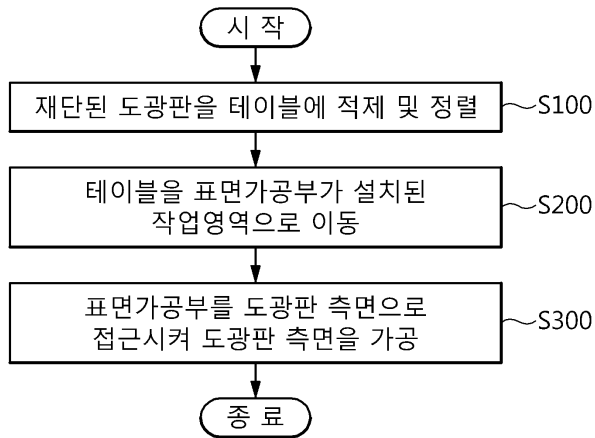 시 작
재단된 도광판을 테이블에 적제 및 정렬
S100
테이블을 표면가공부가 설치된
작업영역으로 이동
S200
표면가공부를 도광판 측면으로
접근시켜 도광판 측면을 가공
S300
종 료